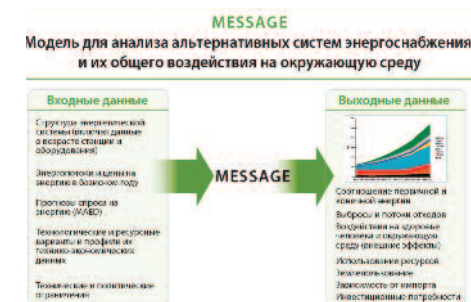 MESSAGE
Модель для анализа альтернативных систем энергоснабжения
и их общего воздействия на окружающую среду
Входные данные
Структура энергетической
системы (включая данные
о возрасте станции и
оборудования)
Энергопотоки и цены на
энергию в базисном году
Прогнозы спроса на
энергию (MAED)
Технологические и ресурсные
варианты и профили их
технико-экономических
данных
Технические и политические
ограничения
MESSAGE
Выходные данные
Соотношение первичной и
конечной энергии
Выбросы и потоки отходов
Воздействия на здоровье
человека и окружающую
среду (внешние эффекты)
Использование ресурсов
Землепользование
Зависимость от импорта
Инвестиционные потребности